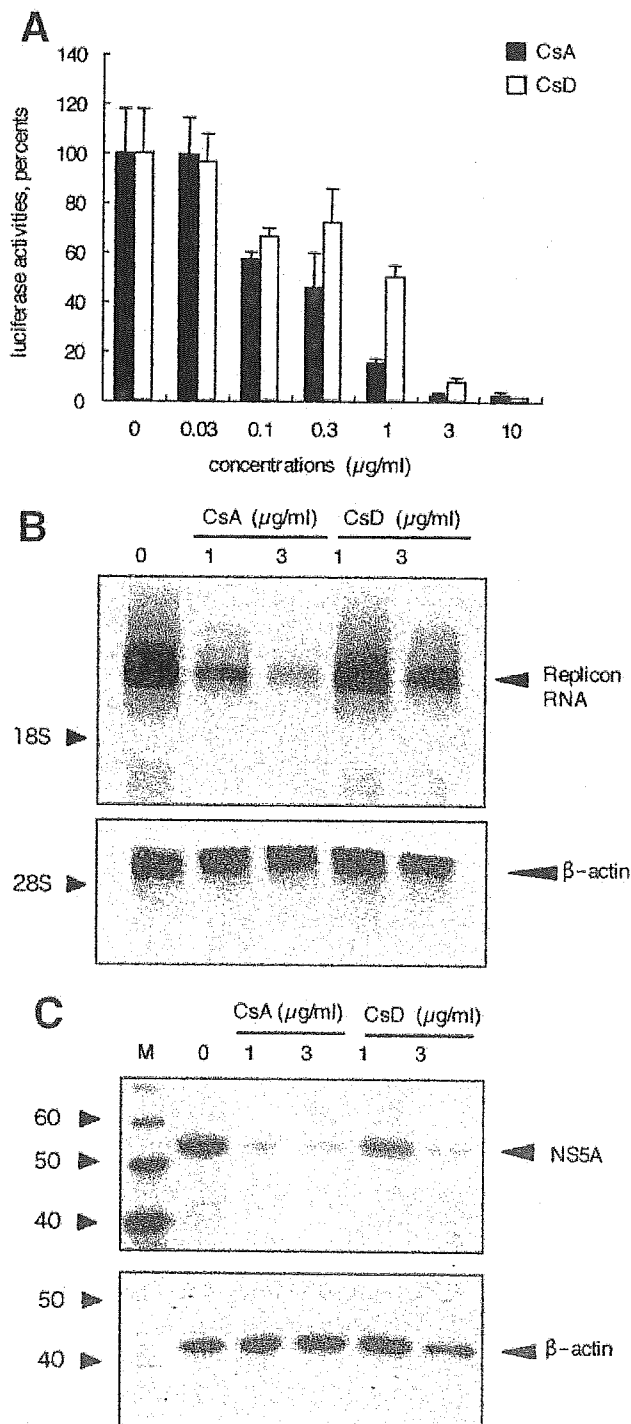 A
140
120
100
80
60
40
20
0
luciferase activities, percents
CsA
CsD
0 0.03 0.1 0.3 1 3 10
concentrations (µg/ml)
B
CsA (µg/ml) CsD (µg/ml)
0 1 3 1 3
Replicon
RNA
18S
28S
β-actin
C
CsA (µg/ml) CsD (µg/ml)
M 0 1 3 1 3
60
50
40
NS5A
50
40
β-actin